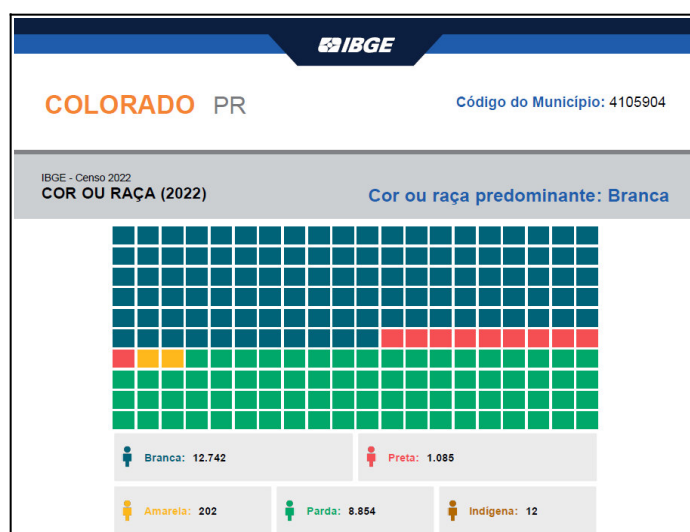 IBGE
COLORADO PR
Código do Município: 4105904
IBGE - Censo 2022
COR OU RAÇA (2022)
Cor ou raça predominante: Branca
Branca: 12.742
Preta: 1.085
Amarela: 202
Parda: 8.854
Indígena: 12